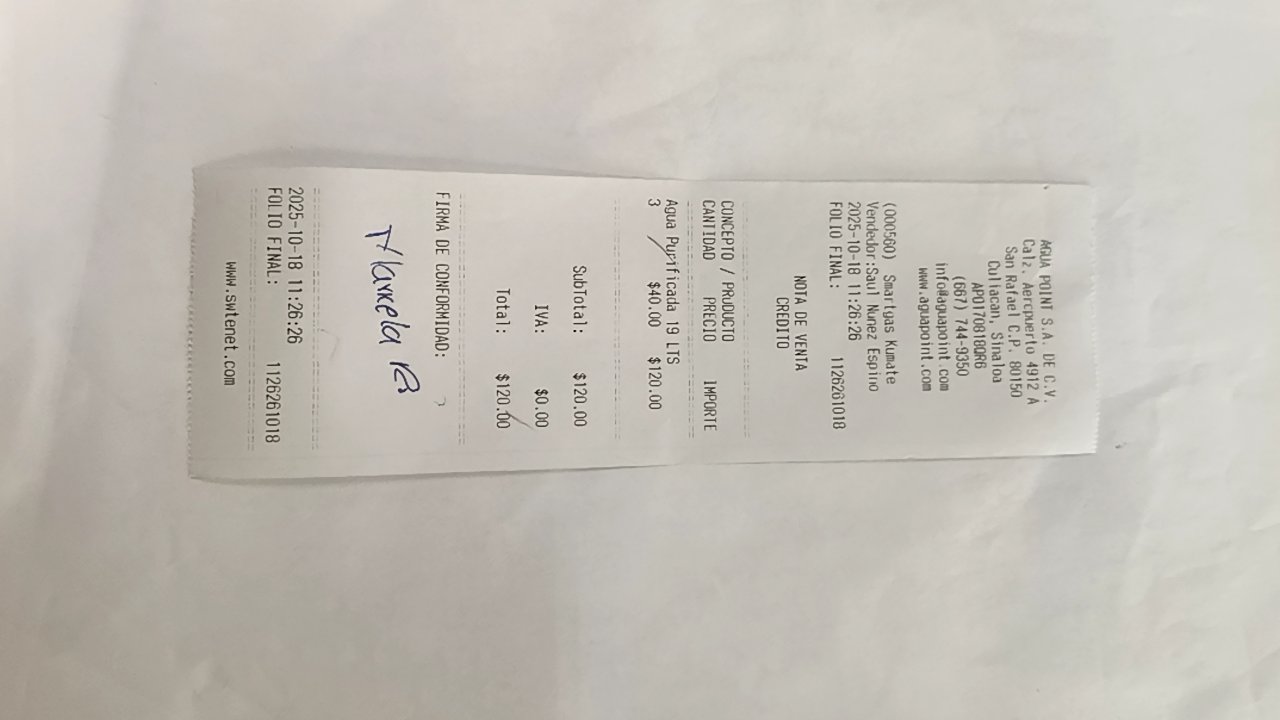 AGUA POINT S.A. DE C.V.
Calz. Aeropuerto 4912 A
San Rafael C.P. 80150
Culiacan, Sinaloa
APO170818QR6
(667) 744-9350
info@aguapoint.com
www.aguapoint.com
(000560) Smartgas Kumate
Vendedor:Saul Nunez Espino
2025-10-18 11:26:26
FOLIO FINAL: 1126261018
NOTA DE VENTA
CREDITO
CONCEPTO / PRODUCTO
CANTIDAD PRECIO IMPORTE
Agua Purificada 19 LTS
3 $40.00 $120.00
SubTotal: $120.00
IVA: $0.00
Total: $120.00
FIRMA DE CONFORMIDAD:
2025-10-18 11:26:26
FOLIO FINAL: 1126261018
www.swtenet.com